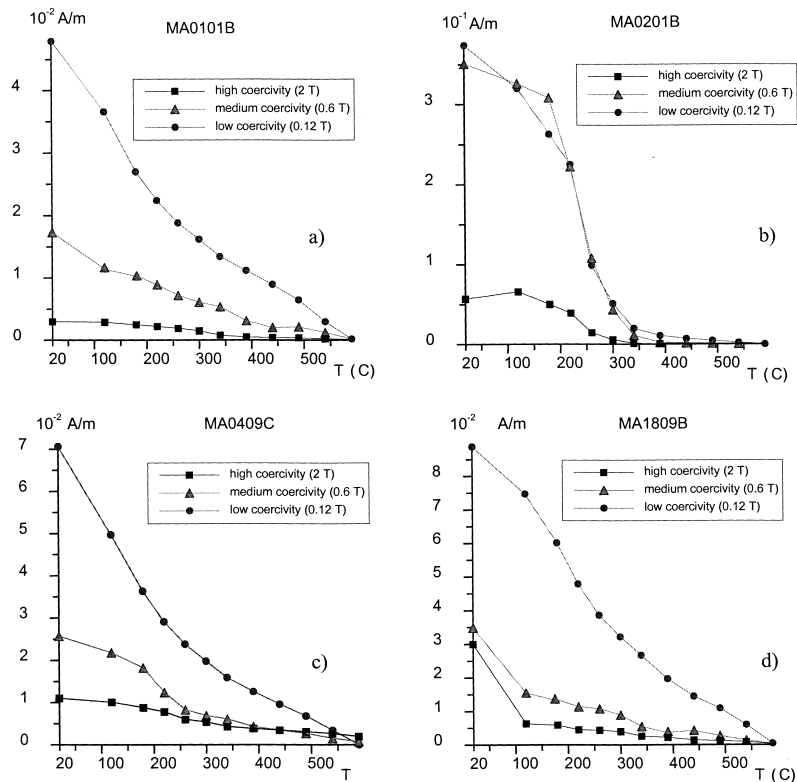 10-2 A/m
MA0101B
high coercivity (2 T)
medium coercivity (0.6 T)
low coercivity (0.12 T)
5
4
3
2
1
0
a)
20 100 200 300 400 500
T (C)
10-1 A/m
MA0201B
high coercivity (2 T)
medium coercivity (0.6 T)
low coercivity (0.12 T)
3
2
1
0
b)
20 100 200 300 400 500
T (C)
10-2 A/m
MA0409C
high coercivity (2 T)
medium coercivity (0.6 T)
low coercivity (0.12 T)
7
6
5
4
3
2
1
0
c)
20 100 200 300 400 500
T (C)
10-2 A/m
MA1809B
high coercivity (2 T)
medium coercivity (0.6 T)
low coercivity (0.12 T)
8
7
6
5
4
3
2
1
0
d)
20 100 200 300 400 500
T (C)